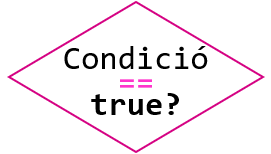 Condició
==
true?